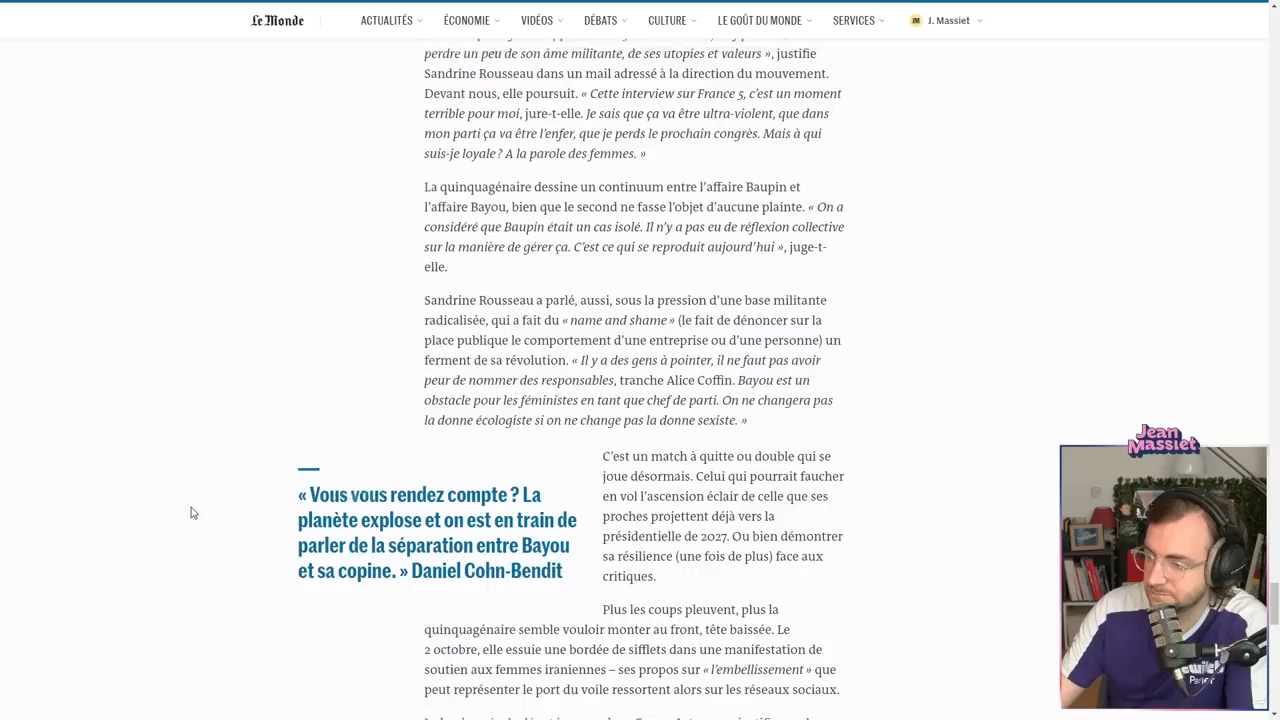 Le Monde
ACTUALITÉS
ÉCONOMIE
VIDÉOS
DÉBATS
CULTURE
LE GOÛT DU MONDE
SERVICES
JM
J. Massiet
perdre un peu de son âme militante, de ses utopies et valeurs », justifie
Sandrine Rousseau dans un mail adressé à la direction du mouvement.
Devant nous, elle poursuit. « Cette interview sur France 5, c’est un moment
terrible pour moi, jure-t-elle. Je sais que ça va être ultra-violent, que dans
mon parti ça va être l’enfer, que je perds le prochain congrès. Mais à qui
suis-je loyale ? A la parole des femmes. »
La quinquagénaire dessine un continuum entre l’affaire Baupin et
l’affaire Bayou, bien que le second ne fasse l’objet d’aucune plainte. « On a
considéré que Baupin était un cas isolé. Il n’y a pas eu de réflexion collective
sur la manière de gérer ça. C’est ce qui se reproduit aujourd’hui », juge-t-
elle.
Sandrine Rousseau a parlé, aussi, sous la pression d’une base militante
radicalisée, qui a fait du « name and shame » (le fait de dénoncer sur la
place publique le comportement d’une entreprise ou d’une personne) un
ferment de sa révolution. « Il y a des gens à pointer, il ne faut pas avoir
peur de nommer des responsables, tranche Alice Coffin. Bayou est un
obstacle pour les féministes en tant que chef de parti. On ne changera pas
la donne écologiste si on ne change pas la donne sexiste. »
« Vous vous rendez compte ? La
planète explose et on est en train de
parler de la séparation entre Bayou
et sa copine. » Daniel Cohn-Bendit
C’est un match à quitte ou double qui se
joue désormais. Celui qui pourrait faucher
en vol l’ascension éclair de celle que ses
proches projettent déjà vers la
présidentielle de 2027. Ou bien démontrer
sa résilience (une fois de plus) face aux
critiques.
Plus les coups pleuvent, plus la
quinquagénaire semble vouloir monter au front, tête baissée. Le
2 octobre, elle essuie une bordée de sifflets dans une manifestation de
soutien aux femmes iraniennes – ses propos sur « l’embellissement » que
peut représenter le port du voile ressortent alors sur les réseaux sociaux.
Jean
Massiet